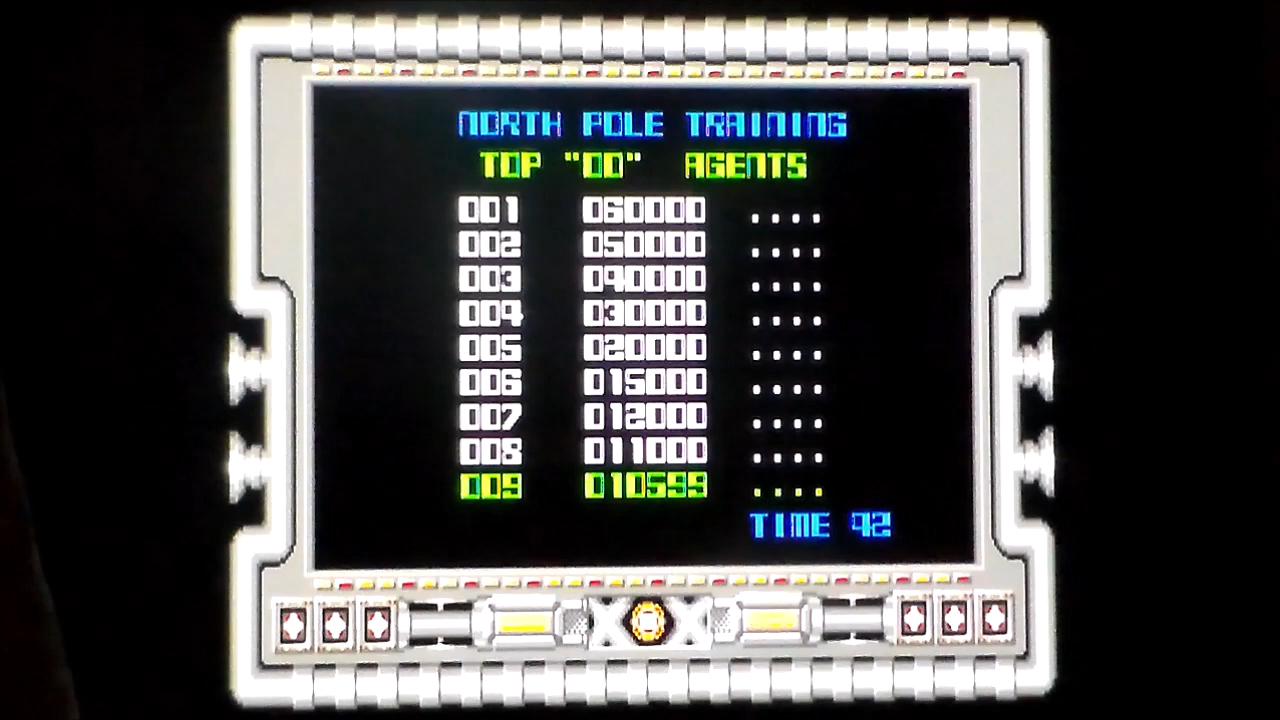 NORTH POLE TRAINING
TOP "00" AGENTS
001 060000 ....
002 050000 ....
003 040000 ....
004 030000 ....
005 020000 ....
006 015000 ....
007 012000 ....
008 011000 ....
009 010599 ....
TIME 42